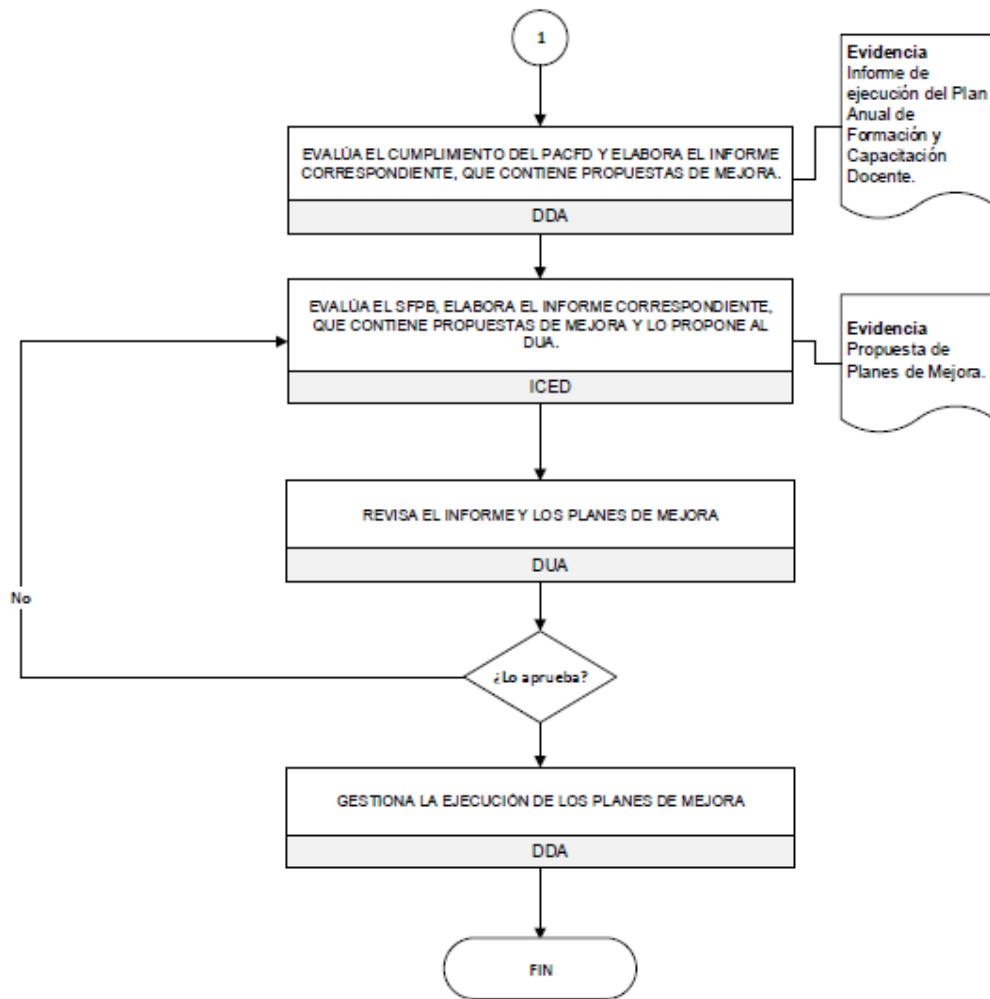 1
Evidencia
Informe de
ejecución del Plan
Anual de
Formación y
Capacitación
Docente.
EVALÚA EL CUMPLIMIENTO DEL PACFD Y ELABORA EL INFORME
CORRESPONDIENTE, QUE CONTIENE PROPUESTAS DE MEJORA.
DDA
EVALÚA EL SFPB, ELABORA EL INFORME CORRESPONDIENTE,
QUE CONTIENE PROPUESTAS DE MEJORA Y LO PROPONE AL
DUA.
ICED
Evidencia
Propuesta de
Planes de Mejora.
REVISA EL INFORME Y LOS PLANES DE MEJORA
DUA
No
¿Lo aprueba?
GESTIONA LA EJECUCIÓN DE LOS PLANES DE MEJORA
DDA
FIN